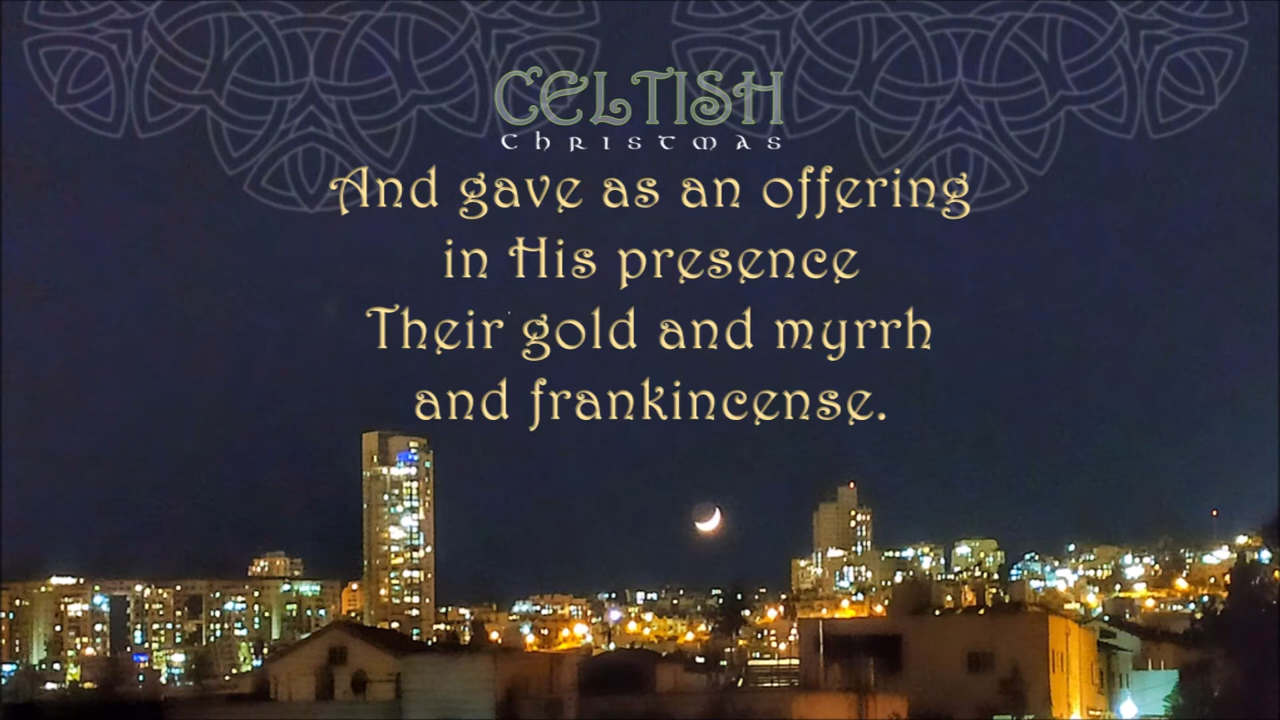 CELTISH
Christmas
And gave as an offering
in His presence
Their gold and myrrh
and frankincense.